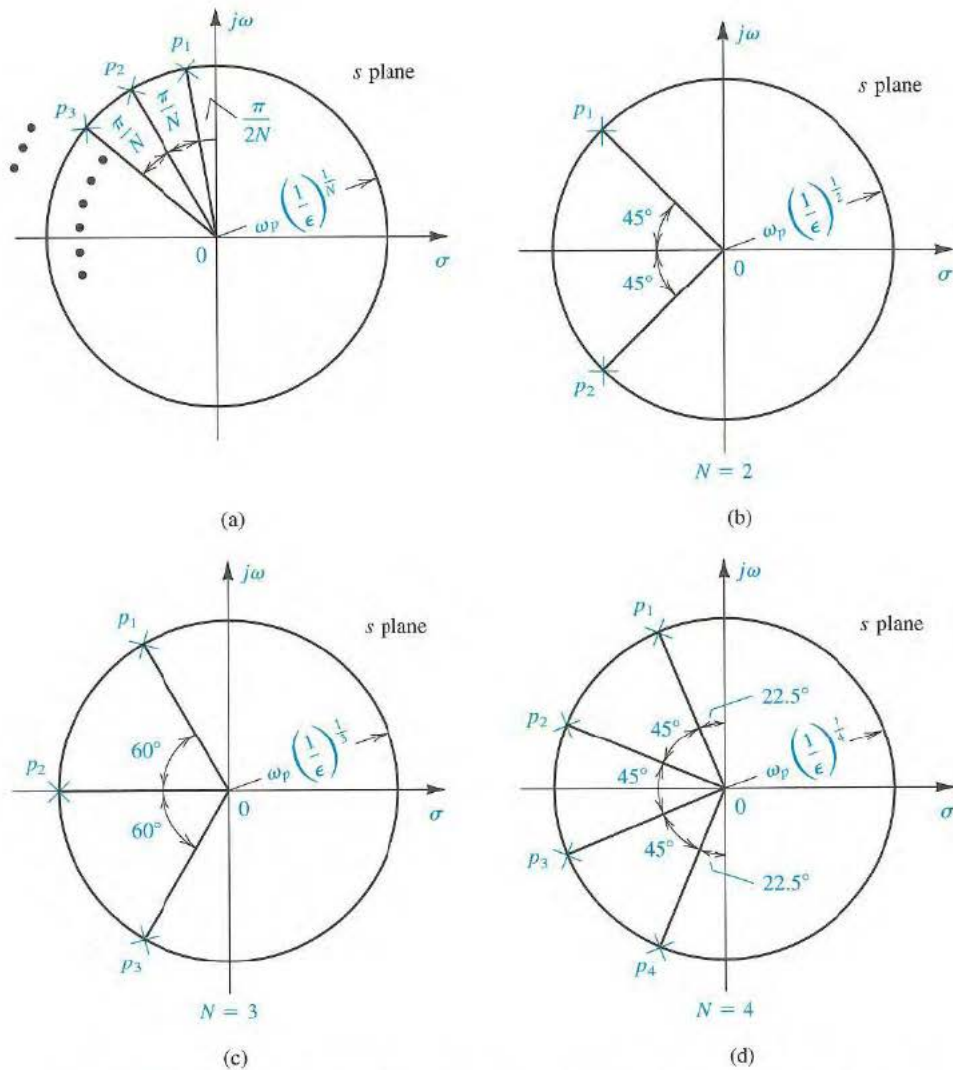 jω
p₁
p₂
s plane
p₃
π/N
π/N
π/2N
ωₚ(1/ϵ)^(1/N)
0
σ
(a)
jω
s plane
p₁
45°
ωₚ(1/ϵ)^(1/2)
0
45°
σ
p₂
N = 2
(b)
jω
p₁
s plane
60°
ωₚ(1/ϵ)^(1/3)
p₂
0
σ
60°
p₃
N = 3
(c)
jω
p₁
s plane
22.5°
p₂
45°
ωₚ(1/ϵ)^(1/4)
45°
0
σ
p₃
45°
22.5°
p₄
N = 4
(d)